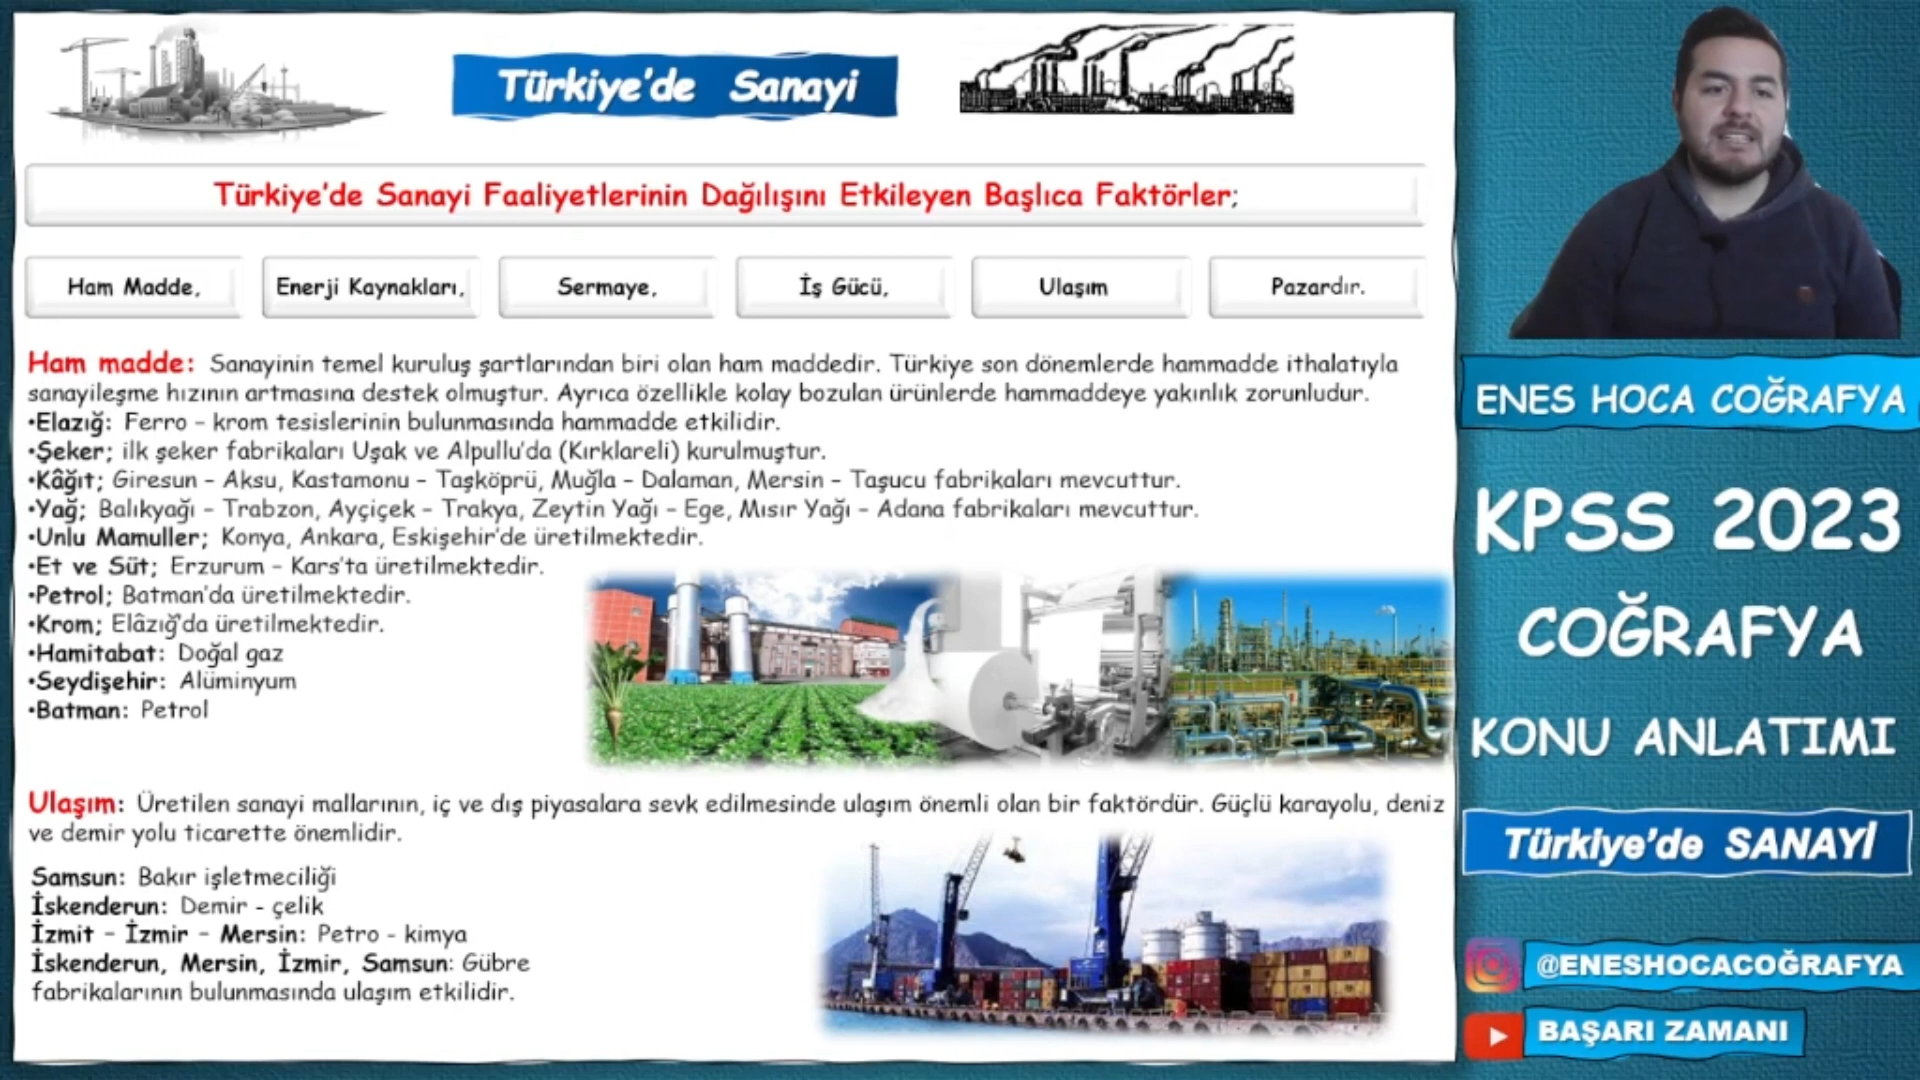 Türkiye'de Sanayi
Türkiye'de Sanayi Faaliyetlerinin Dağılışını Etkileyen Başlıca Faktörler;
Ham Madde,
Enerji Kaynakları,
Sermaye,
İş Gücü,
Ulaşım
Pazardır.
Ham madde: Sanayinin temel kuruluş şartlarından biri olan ham maddedir. Türkiye son dönemlerde hammadde ithalatıyla
sanayileşme hızının artmasına destek olmuştur. Ayrıca özellikle kolay bozulan ürünlerde hammaddeye yakınlık zorunludur.
•Elazığ: Ferro – krom tesislerinin bulunmasında hammadde etkilidir.
•Şeker; ilk şeker fabrikaları Uşak ve Alpullu'da (Kırklareli) kurulmuştur.
•Kâğıt; Giresun – Aksu, Kastamonu – Taşköprü, Muğla – Dalaman, Mersin – Taşucu fabrikaları mevcuttur.
•Yağ; Balıkyağı – Trabzon, Ayçiçek – Trakya, Zeytin Yağı – Ege, Mısır Yağı – Adana fabrikaları mevcuttur.
•Unlu Mamuller; Konya, Ankara, Eskişehir'de üretilmektedir.
•Et ve Süt; Erzurum – Kars'ta üretilmektedir.
•Petrol; Batman'da üretilmektedir.
•Krom; Elâzığ'da üretilmektedir.
•Hamitabat: Doğal gaz
•Seydişehir: Alüminyum
•Batman: Petrol
Ulaşım: Üretilen sanayi mallarının, iç ve dış piyasalara sevk edilmesinde ulaşım önemli olan bir faktördür. Güçlü karayolu, deniz
ve demir yolu ticarette önemlidir.
Samsun: Bakır işletmeciliği
İskenderun: Demir - çelik
İzmit – İzmir – Mersin: Petro - kimya
İskenderun, Mersin, İzmir, Samsun: Gübre
fabrikalarının bulunmasında ulaşım etkilidir.
ENES HOCA COĞRAFYA
KPSS 2023
COĞRAFYA
KONU ANLATIMI
Türkiye'de SANAYİ
@ENESHOCACOĞRAFYA
BAŞARI ZAMANI